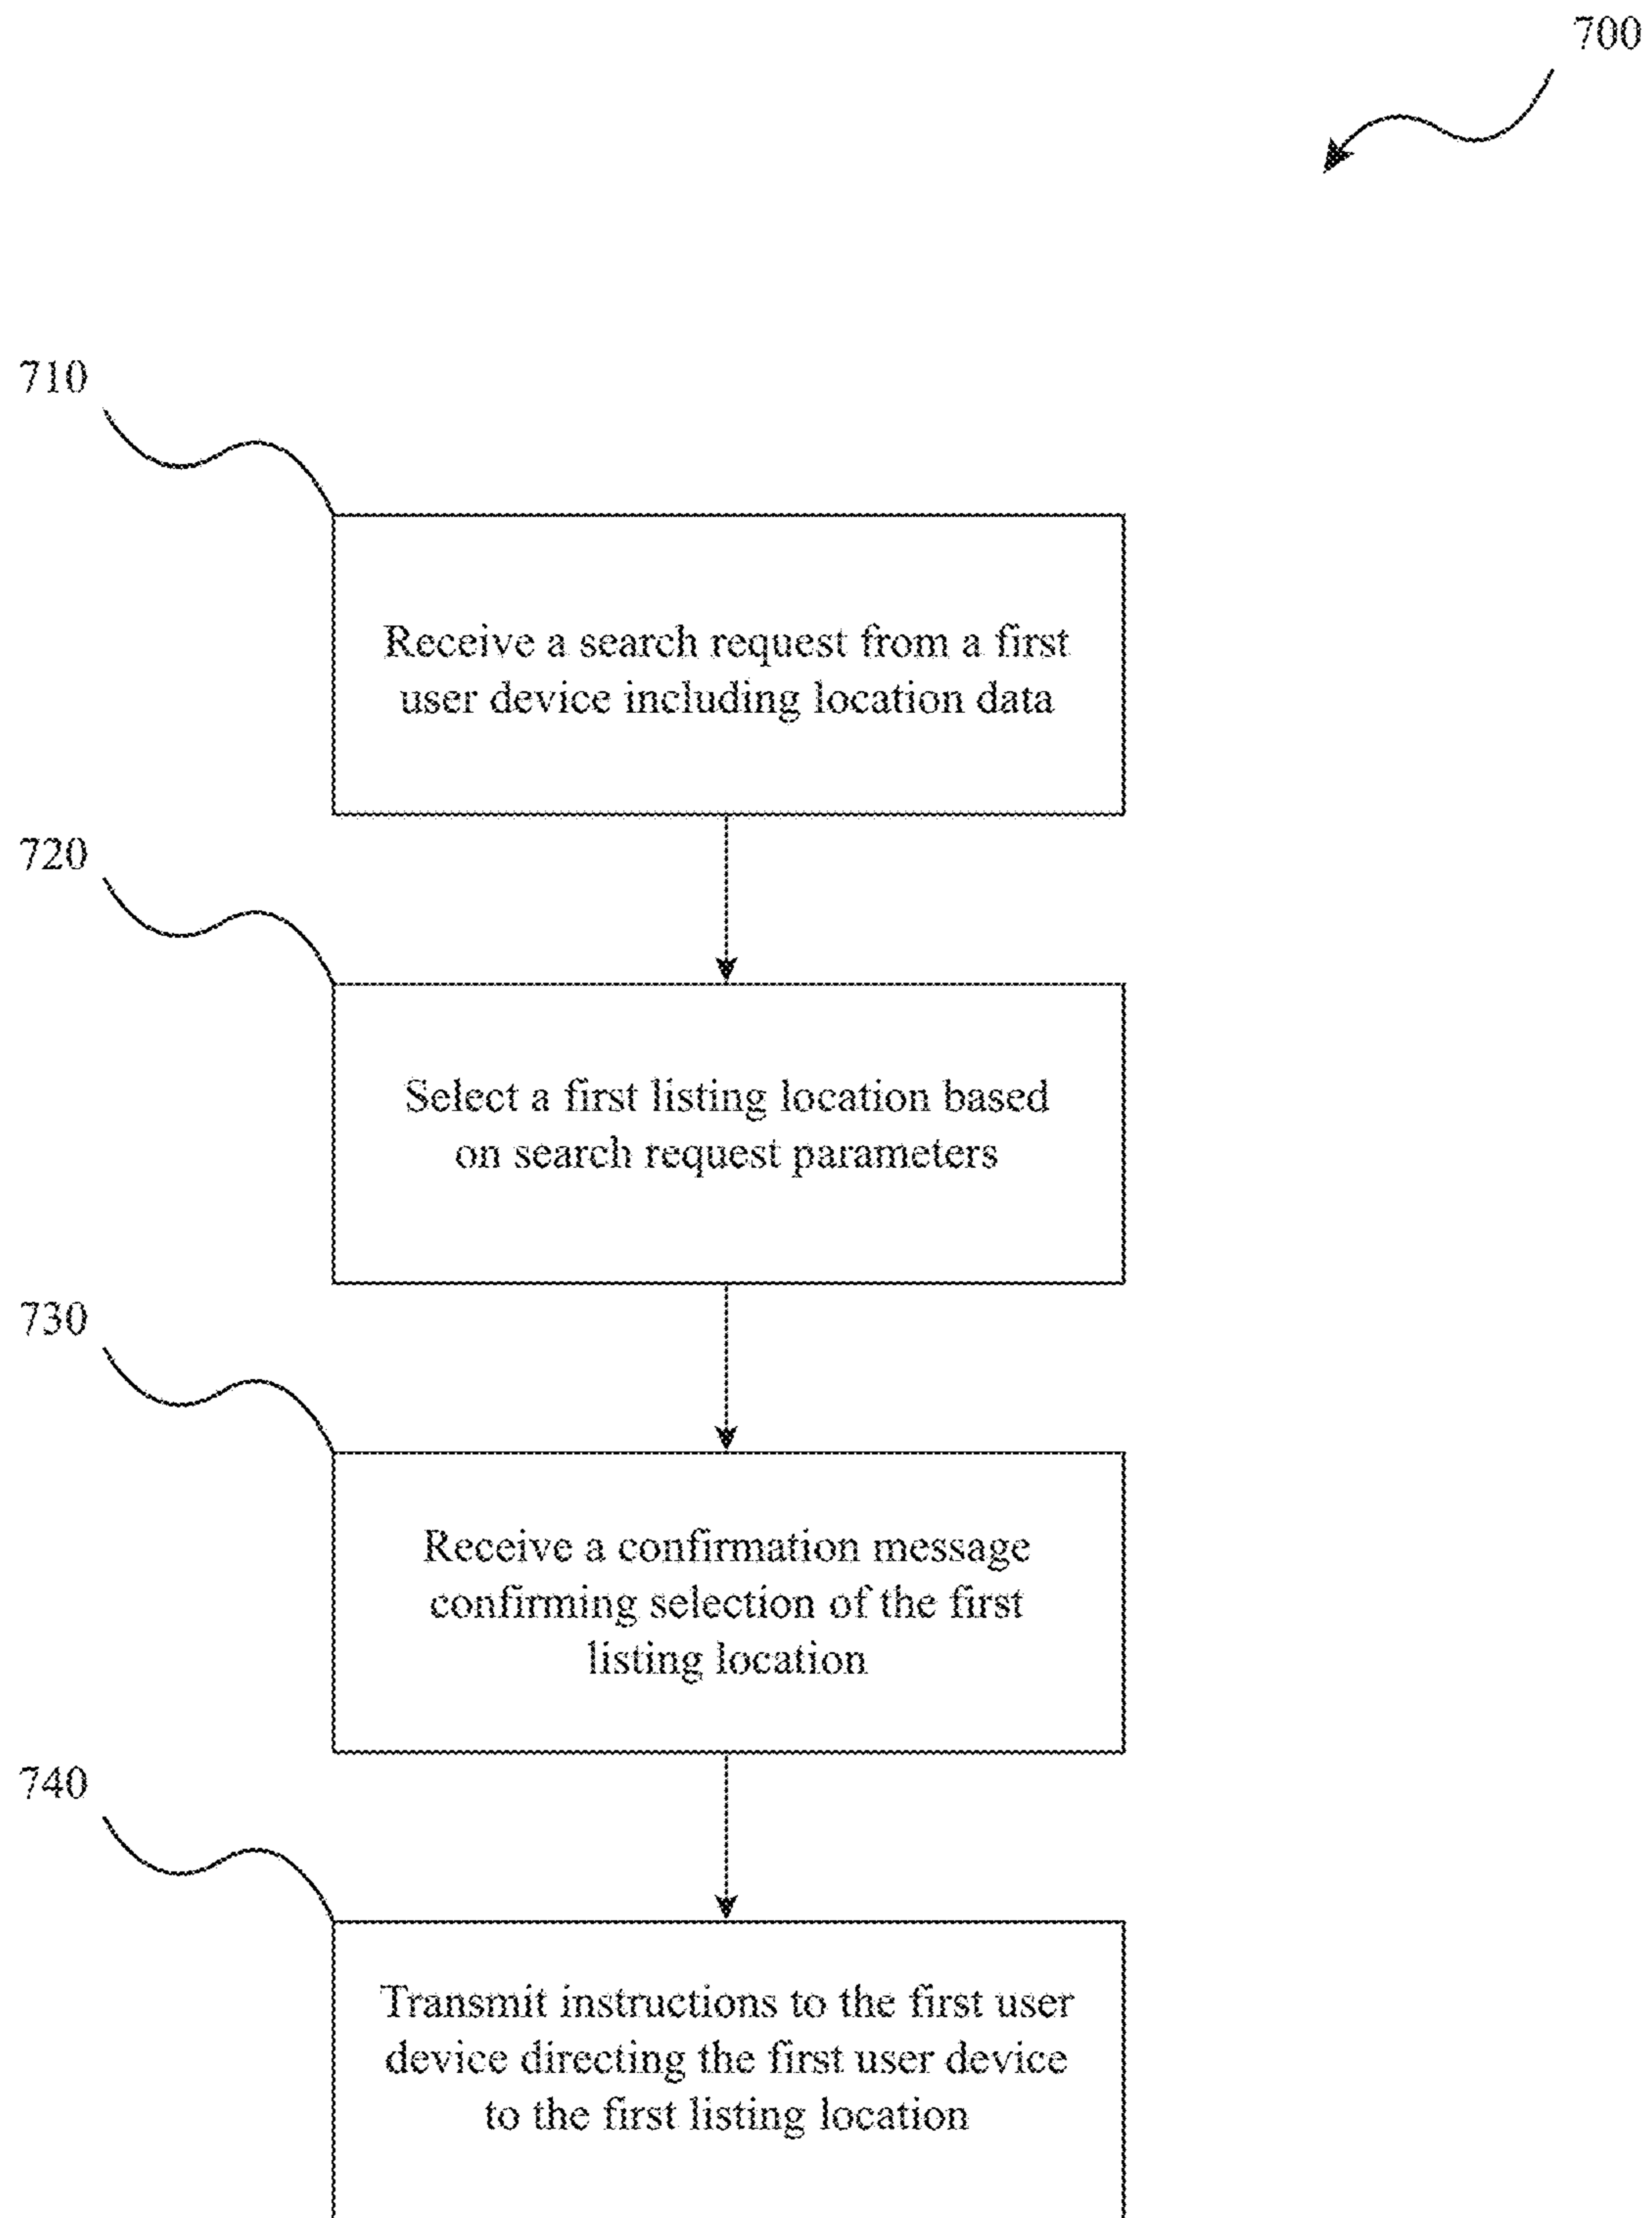 700
710
Receive a search request from a first
user device including location data
720
Select a first listing location based
on search request parameters
730
Receive a confirmation message
confirming selection of the first
listing location
740
Transmit instructions to the first user
device directing the first user device
to the first listing location